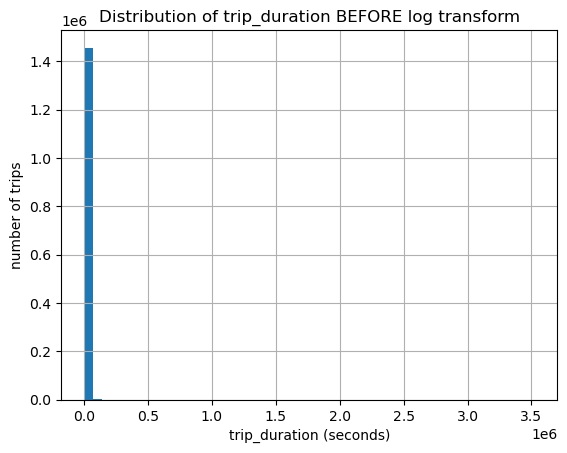 Distribution of trip_duration BEFORE log transform
1e6
1.4
1.2
1.0
0.8
0.6
0.4
0.2
0.0
number of trips
0.0 0.5 1.0 1.5 2.0 2.5 3.0 3.5
1e6
trip_duration (seconds)